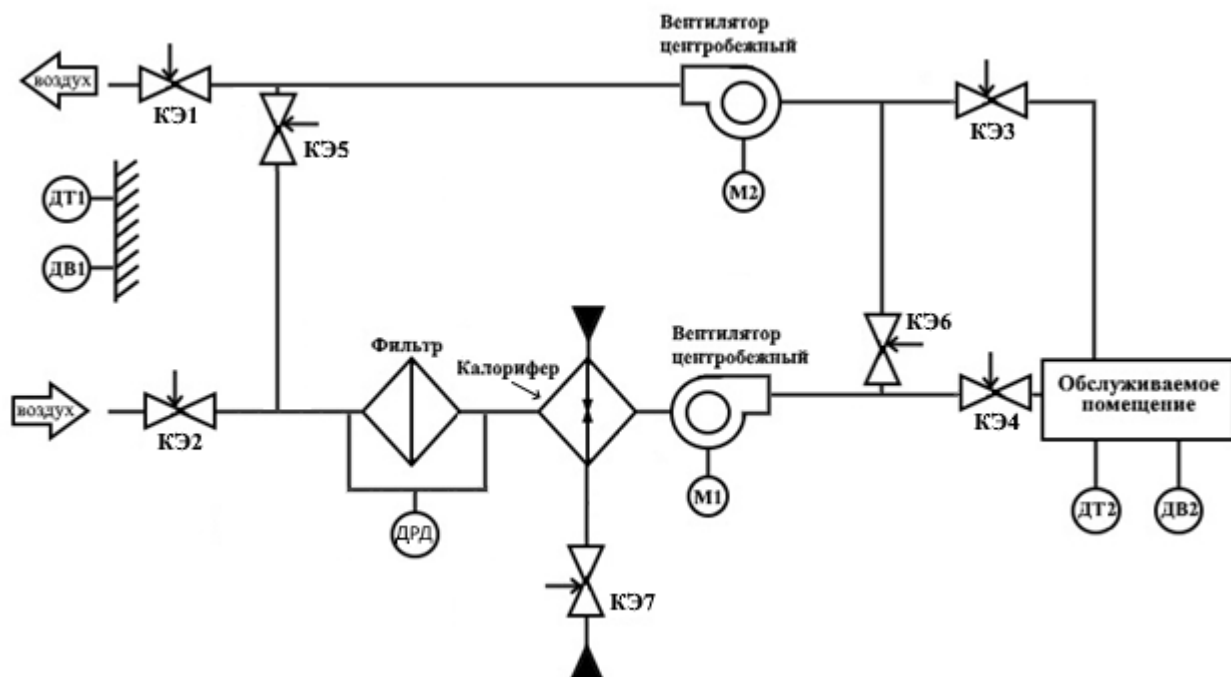 Вентилятор
центробежный
воздух
КЭ1
КЭ5
КЭ3
М2
ДТ1
ДВ1
Вентилятор
центробежный
КЭ6
Фильтр
Калорифер
воздух
КЭ2
КЭ4
Обслуживаемое
помещение
М1
ДТ2
ДВ2
ДРД
КЭ7